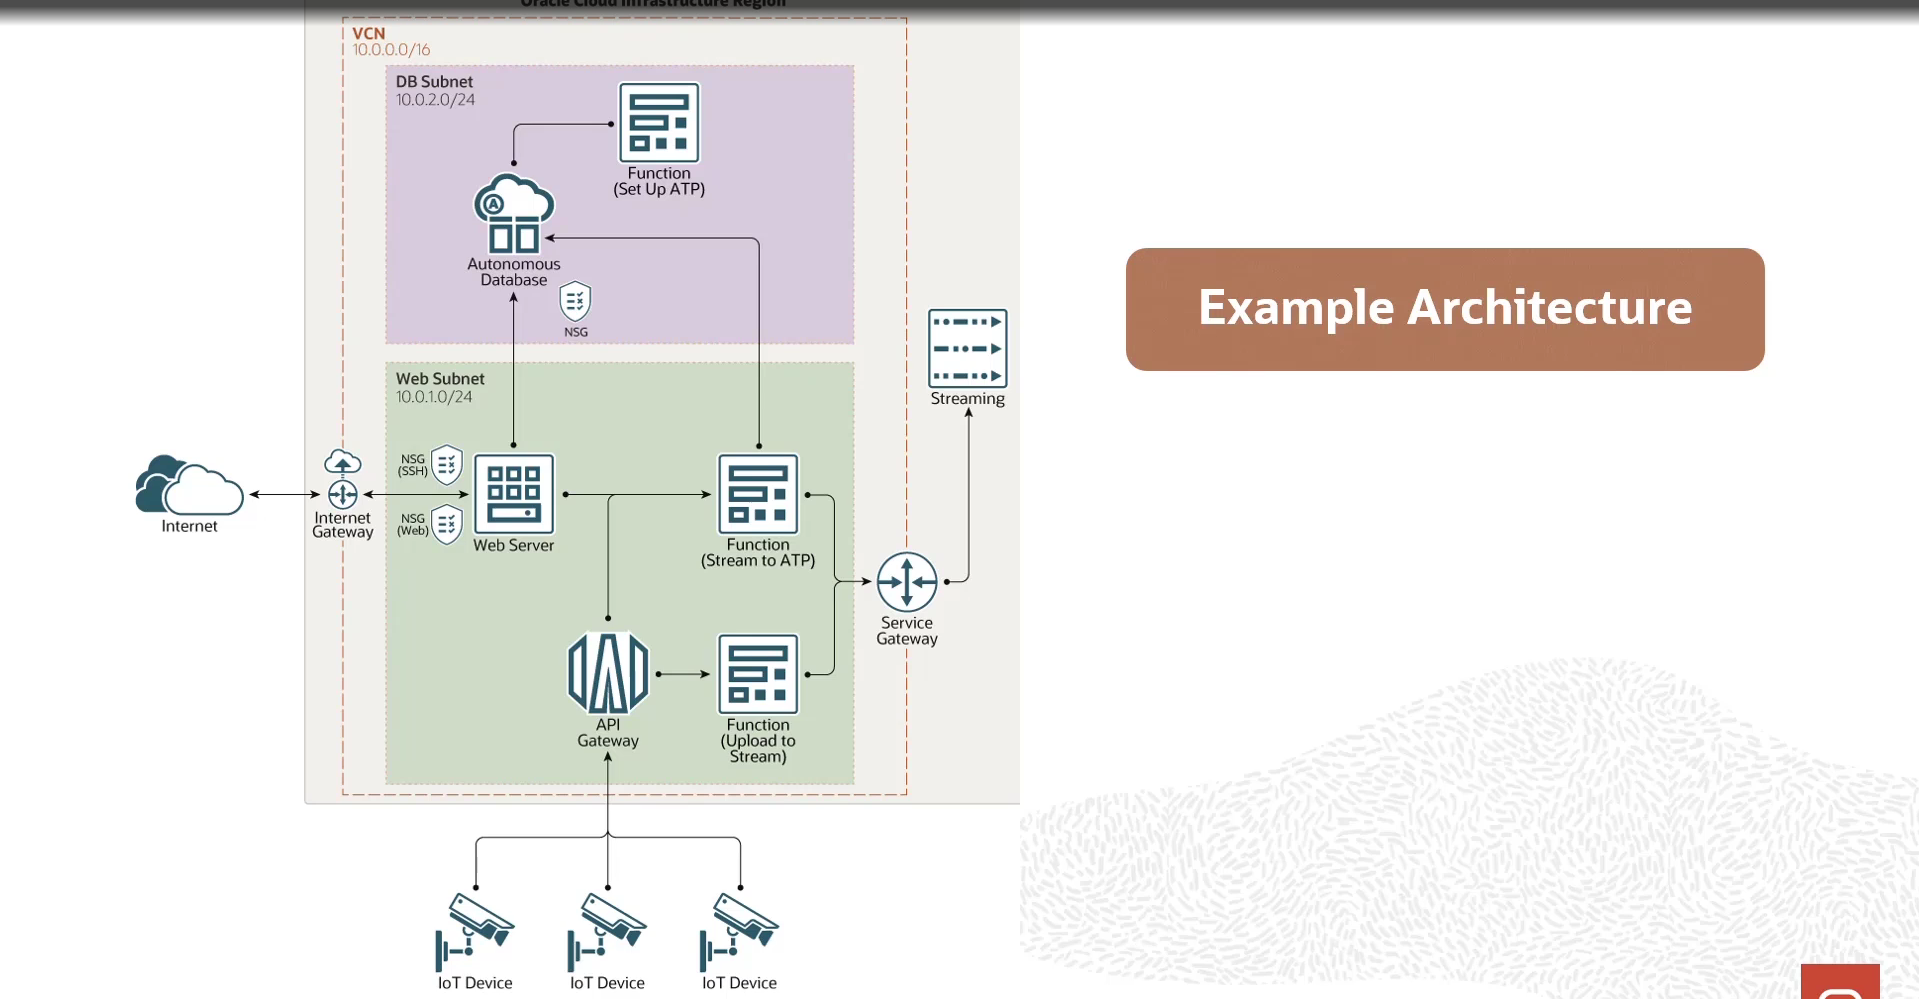 Oracle Cloud Infrastructure Region
VCN
10.0.0.0/16
DB Subnet
10.0.2.0/24
Function
(Set Up ATP)
A
Autonomous
Database
NSG
Example Architecture
Streaming
Web Subnet
10.0.1.0/24
NSG
(SSH)
NSG
(Web)
Internet
Internet
Gateway
Web Server
Function
(Stream to ATP)
Service
Gateway
API
Gateway
Function
(Upload to
Stream)
IoT Device
IoT Device
IoT Device